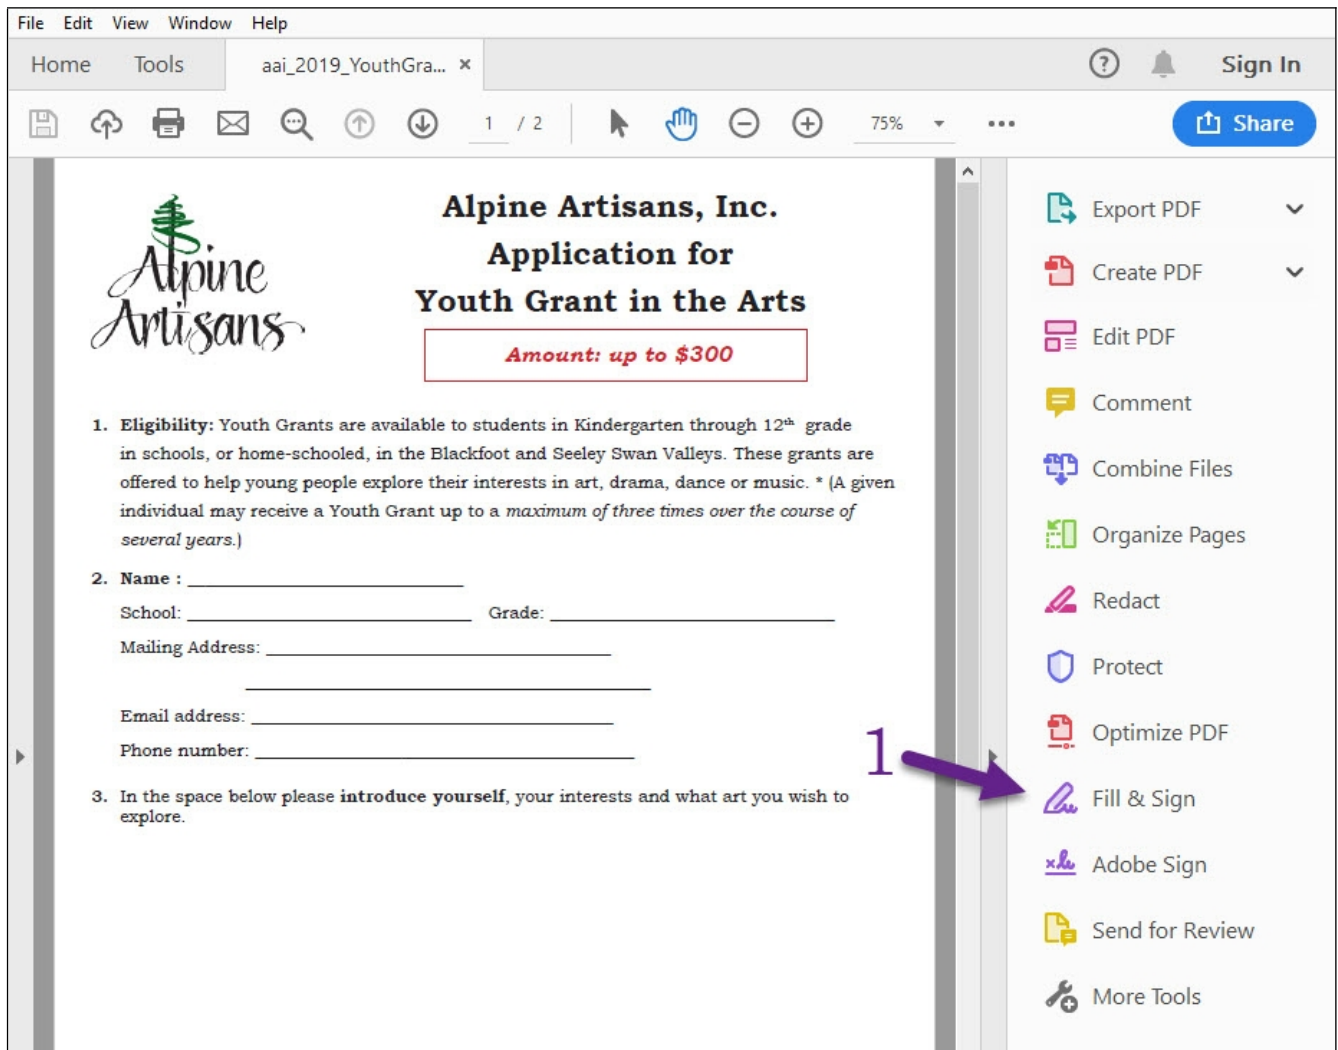 File Edit View Window Help
Home Tools aai_2019_YouthGra... × Sign In
1 / 2 75% Share
Alpine Artisans, Inc.
Application for
Youth Grant in the Arts
Alpine
Artisans
Amount: up to $300
1. Eligibility: Youth Grants are available to students in Kindergarten through 12th grade
in schools, or home-schooled, in the Blackfoot and Seeley Swan Valleys. These grants are
offered to help young people explore their interests in art, drama, dance or music. * (A given
individual may receive a Youth Grant up to a maximum of three times over the course of
several years.)
2. Name : ____________________
School: ____________________ Grade: ____________________
Mailing Address: ____________________
____________________
Email address: ____________________
Phone number: ____________________
3. In the space below please introduce yourself, your interests and what art you wish to
explore.
1
Export PDF
Create PDF
Edit PDF
Comment
Combine Files
Organize Pages
Redact
Protect
Optimize PDF
Fill & Sign
Adobe Sign
Send for Review
More Tools